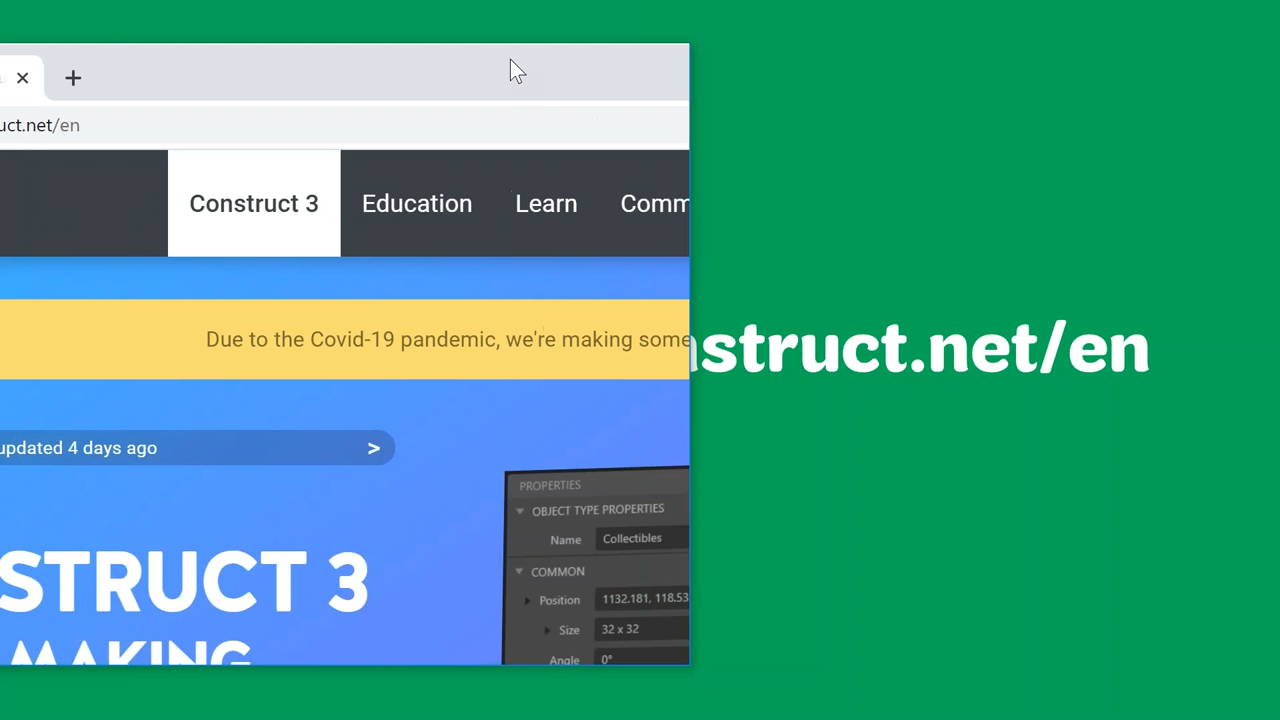 uct.net/en
Construct 3 Education Learn Comm
Due to the Covid-19 pandemic, we're making some
nstruct.net/en
updated 4 days ago >
PROPERTIES
OBJECT TYPE PROPERTIES
Name Collectibles
STRUCT 3
COMMON
Position 1132.181, 118.53
Size 32 x 32
MAKING
Angle 0°